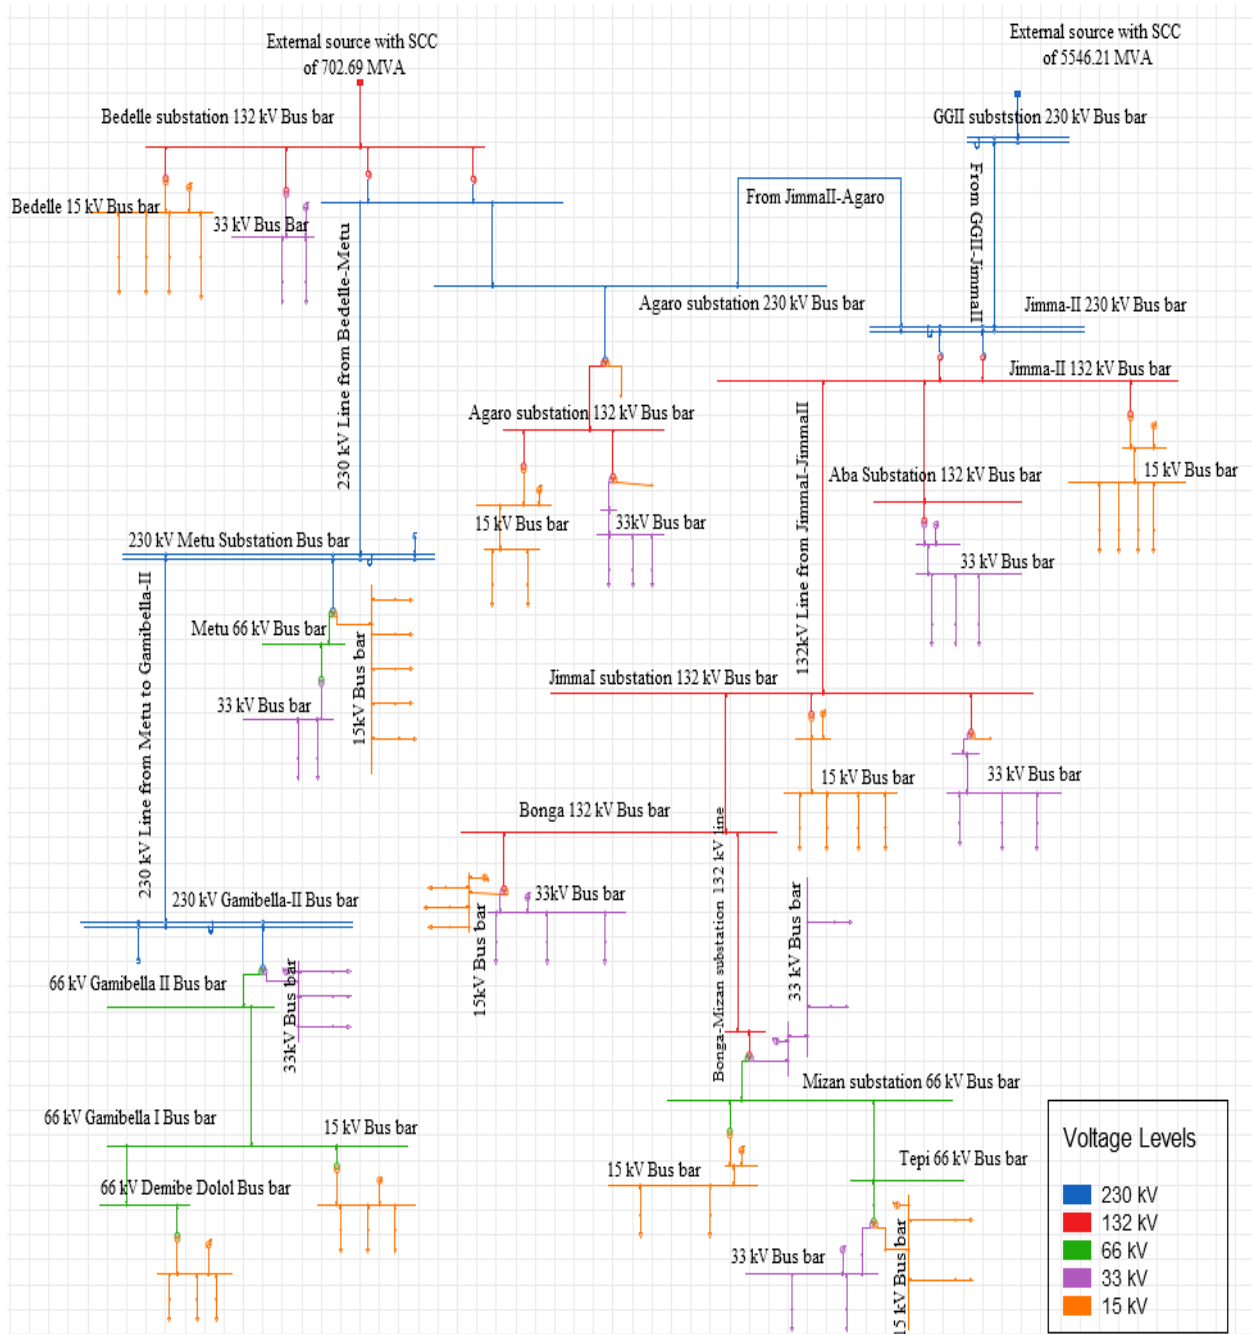 External source with SCC
of 702.69 MVA
External source with SCC
of 5546.21 MVA
Bedelle substation 132 kV Bus bar
GGII subststion 230 kV Bus bar
From JimmaII-Agaro
From GGII-JimmaII
Bedelle 15 kV Bus bar
33 kV Bus Bar
230 kV Line from Bedelle-Metu
Agaro substation 230 kV Bus bar
Jimma-II 230 kV Bus bar
Jimma-II 132 kV Bus bar
Agaro substation 132 kV Bus bar
132kV Line from JimmaI-JimmaII
Aba Substation 132 kV Bus bar
15 kV Bus bar
15 kV Bus bar
33kV Bus bar
230 kV Metu Substation Bus bar
33 kV Bus bar
230 kV Line from Metu to Gamibella-II
Metu 66 kV Bus bar
15kV Bus bar
JimmaI substation 132 kV Bus bar
33 kV Bus bar
15 kV Bus bar
33 kV Bus bar
Bonga 132 kV Bus bar
Bonga-Mizan substation 132 kV line
230 kV Gamibella-II Bus bar
15kV Bus bar
33kV Bus bar
33 kV Bus bar
66 kV Gamibella II Bus bar
33kV Bus bar
Mizan substation 66 kV Bus bar
66 kV Gamibella I Bus bar
15 kV Bus bar
15 kV Bus bar
Tepi 66 kV Bus bar
66 kV Demibe Dolol Bus bar
33 kV Bus bar
15 kV Bus bar
Voltage Levels
230 kV
132 kV
66 kV
33 kV
15 kV